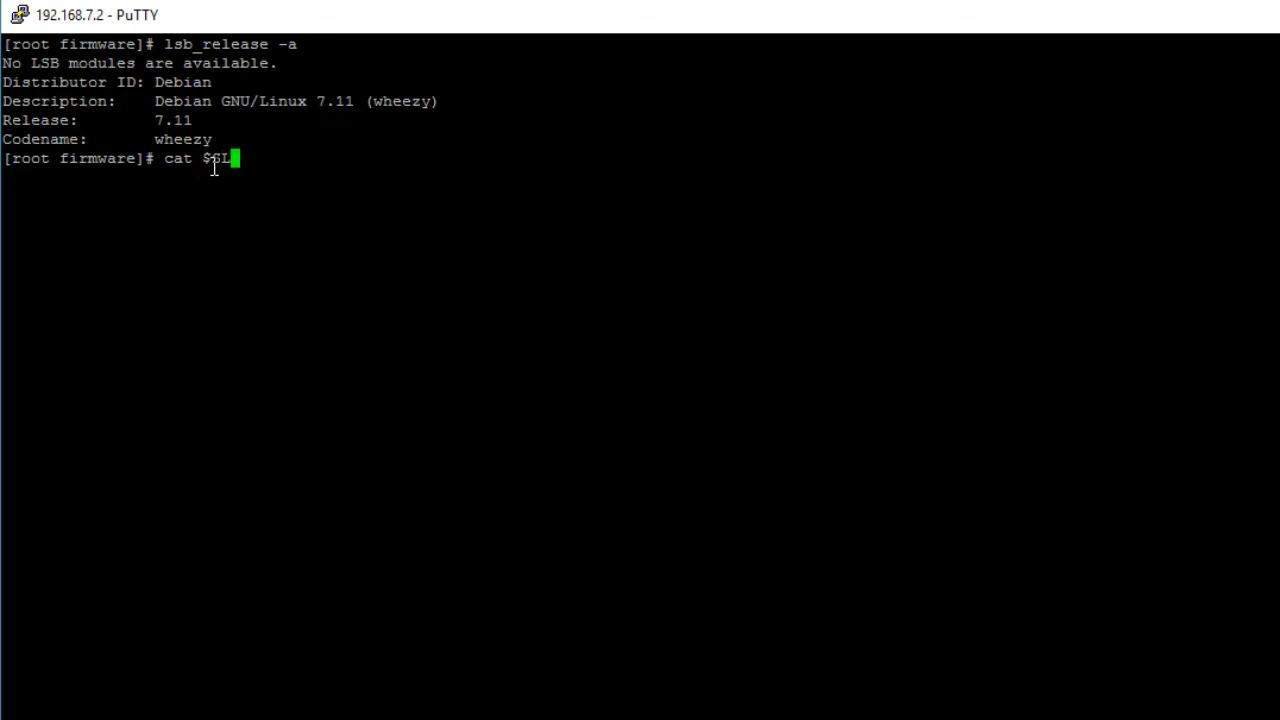 192.168.7.2 - PuTTY
[root firmware]# lsb_release -a
No LSB modules are available.
Distributor ID: Debian
Description:    Debian GNU/Linux 7.11 (wheezy)
Release:        7.11
Codename:       wheezy
[root firmware]# cat $SL